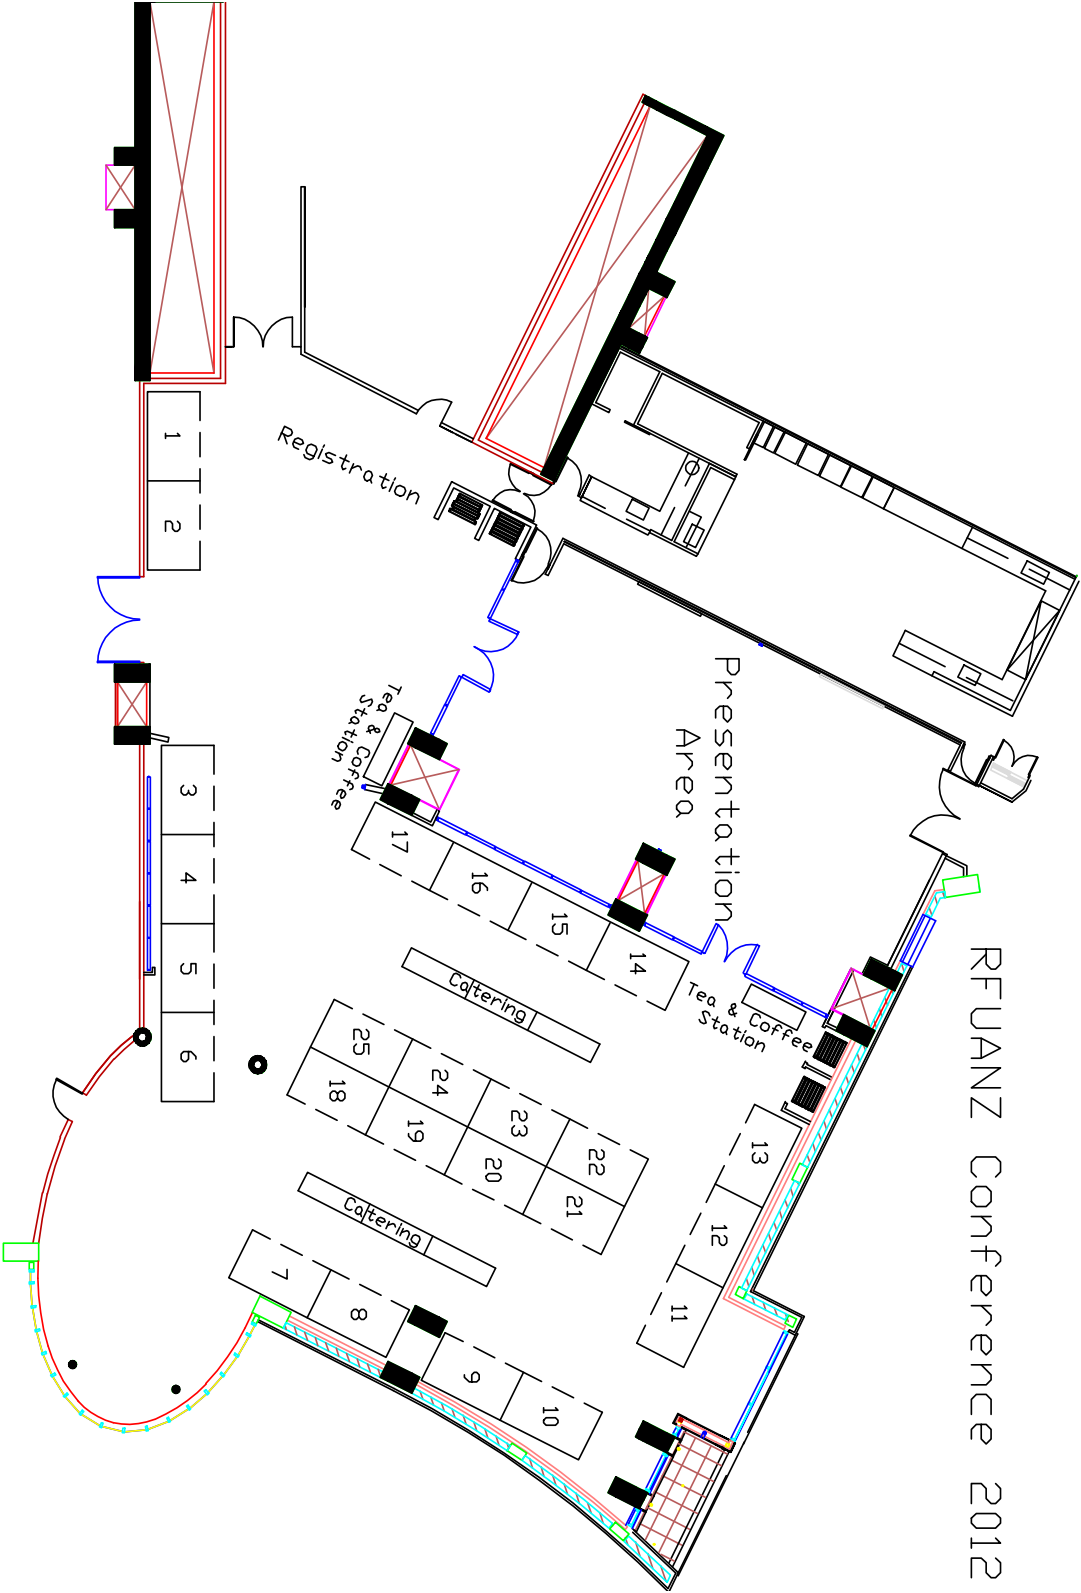 RFUANZ Conference 2012
Presentation
Area
Registration
Tea & Coffee
Station
Tea & Coffee
Station
Catering
Catering
1
2
3
4
5
6
7
8
9
10
11
12
13
14
15
16
17
18
19
20
21
22
23
24
25